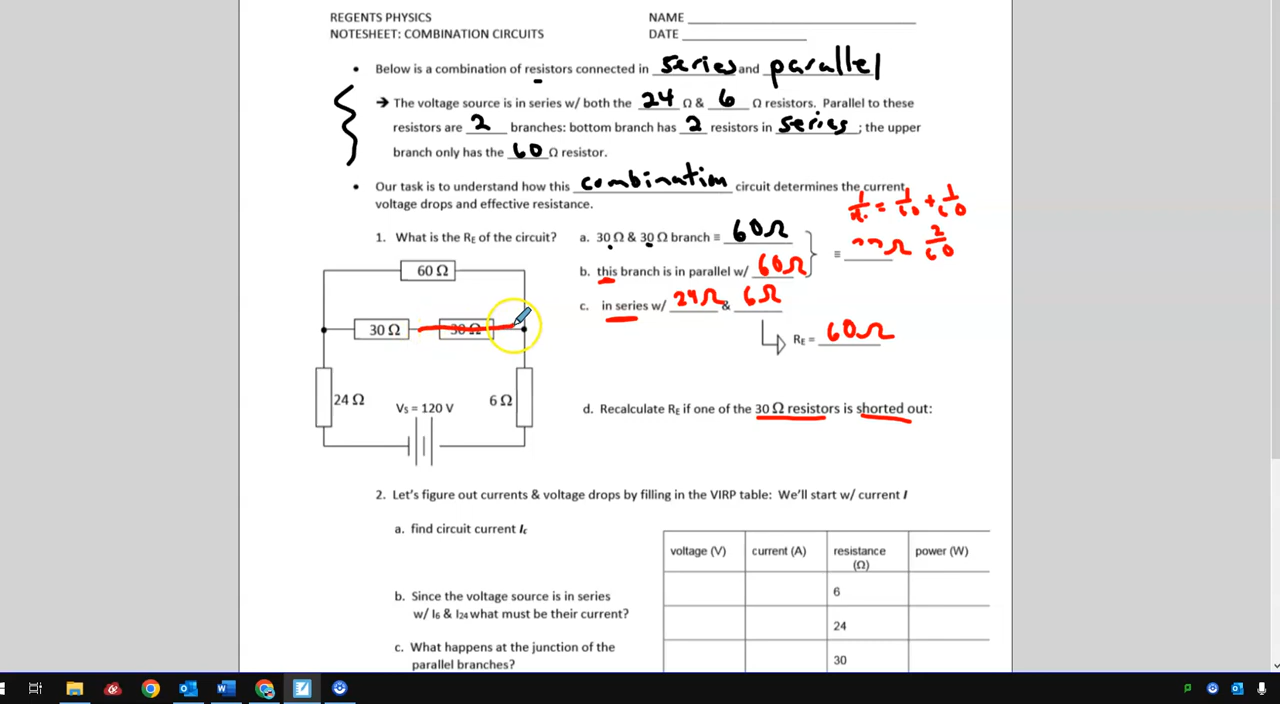 REGENTS PHYSICS
NAME
NOTESHEET: COMBINATION CIRCUITS
DATE
• Below is a combination of resistors connected in series and parallel
➔ The voltage source is in series w/ both the 24 Ω & 6 Ω resistors. Parallel to these
resistors are 2 branches: bottom branch has 2 resistors in series; the upper
branch only has the 60 Ω resistor.
• Our task is to understand how this combination circuit determines the current,
voltage drops and effective resistance.
1. What is the RE of the circuit?
a. 30 Ω & 30 Ω branch ≡ 60Ω
b. this branch is in parallel w/ 60Ω
≡ Ω
2/60
c. in series w/ 24Ω & 6Ω
RE = 60Ω
60 Ω
30 Ω
30 Ω
24 Ω
Vs = 120 V
6 Ω
d. Recalculate RE if one of the 30 Ω resistors is shorted out:
2. Let's figure out currents & voltage drops by filling in the VIRP table: We'll start w/ current I
a. find circuit current Ic
b. Since the voltage source is in series
w/ I6 & I24 what must be their current?
c. What happens at the junction of the
parallel branches?
voltage (V) current (A) resistance (Ω) power (W)
6
24
30